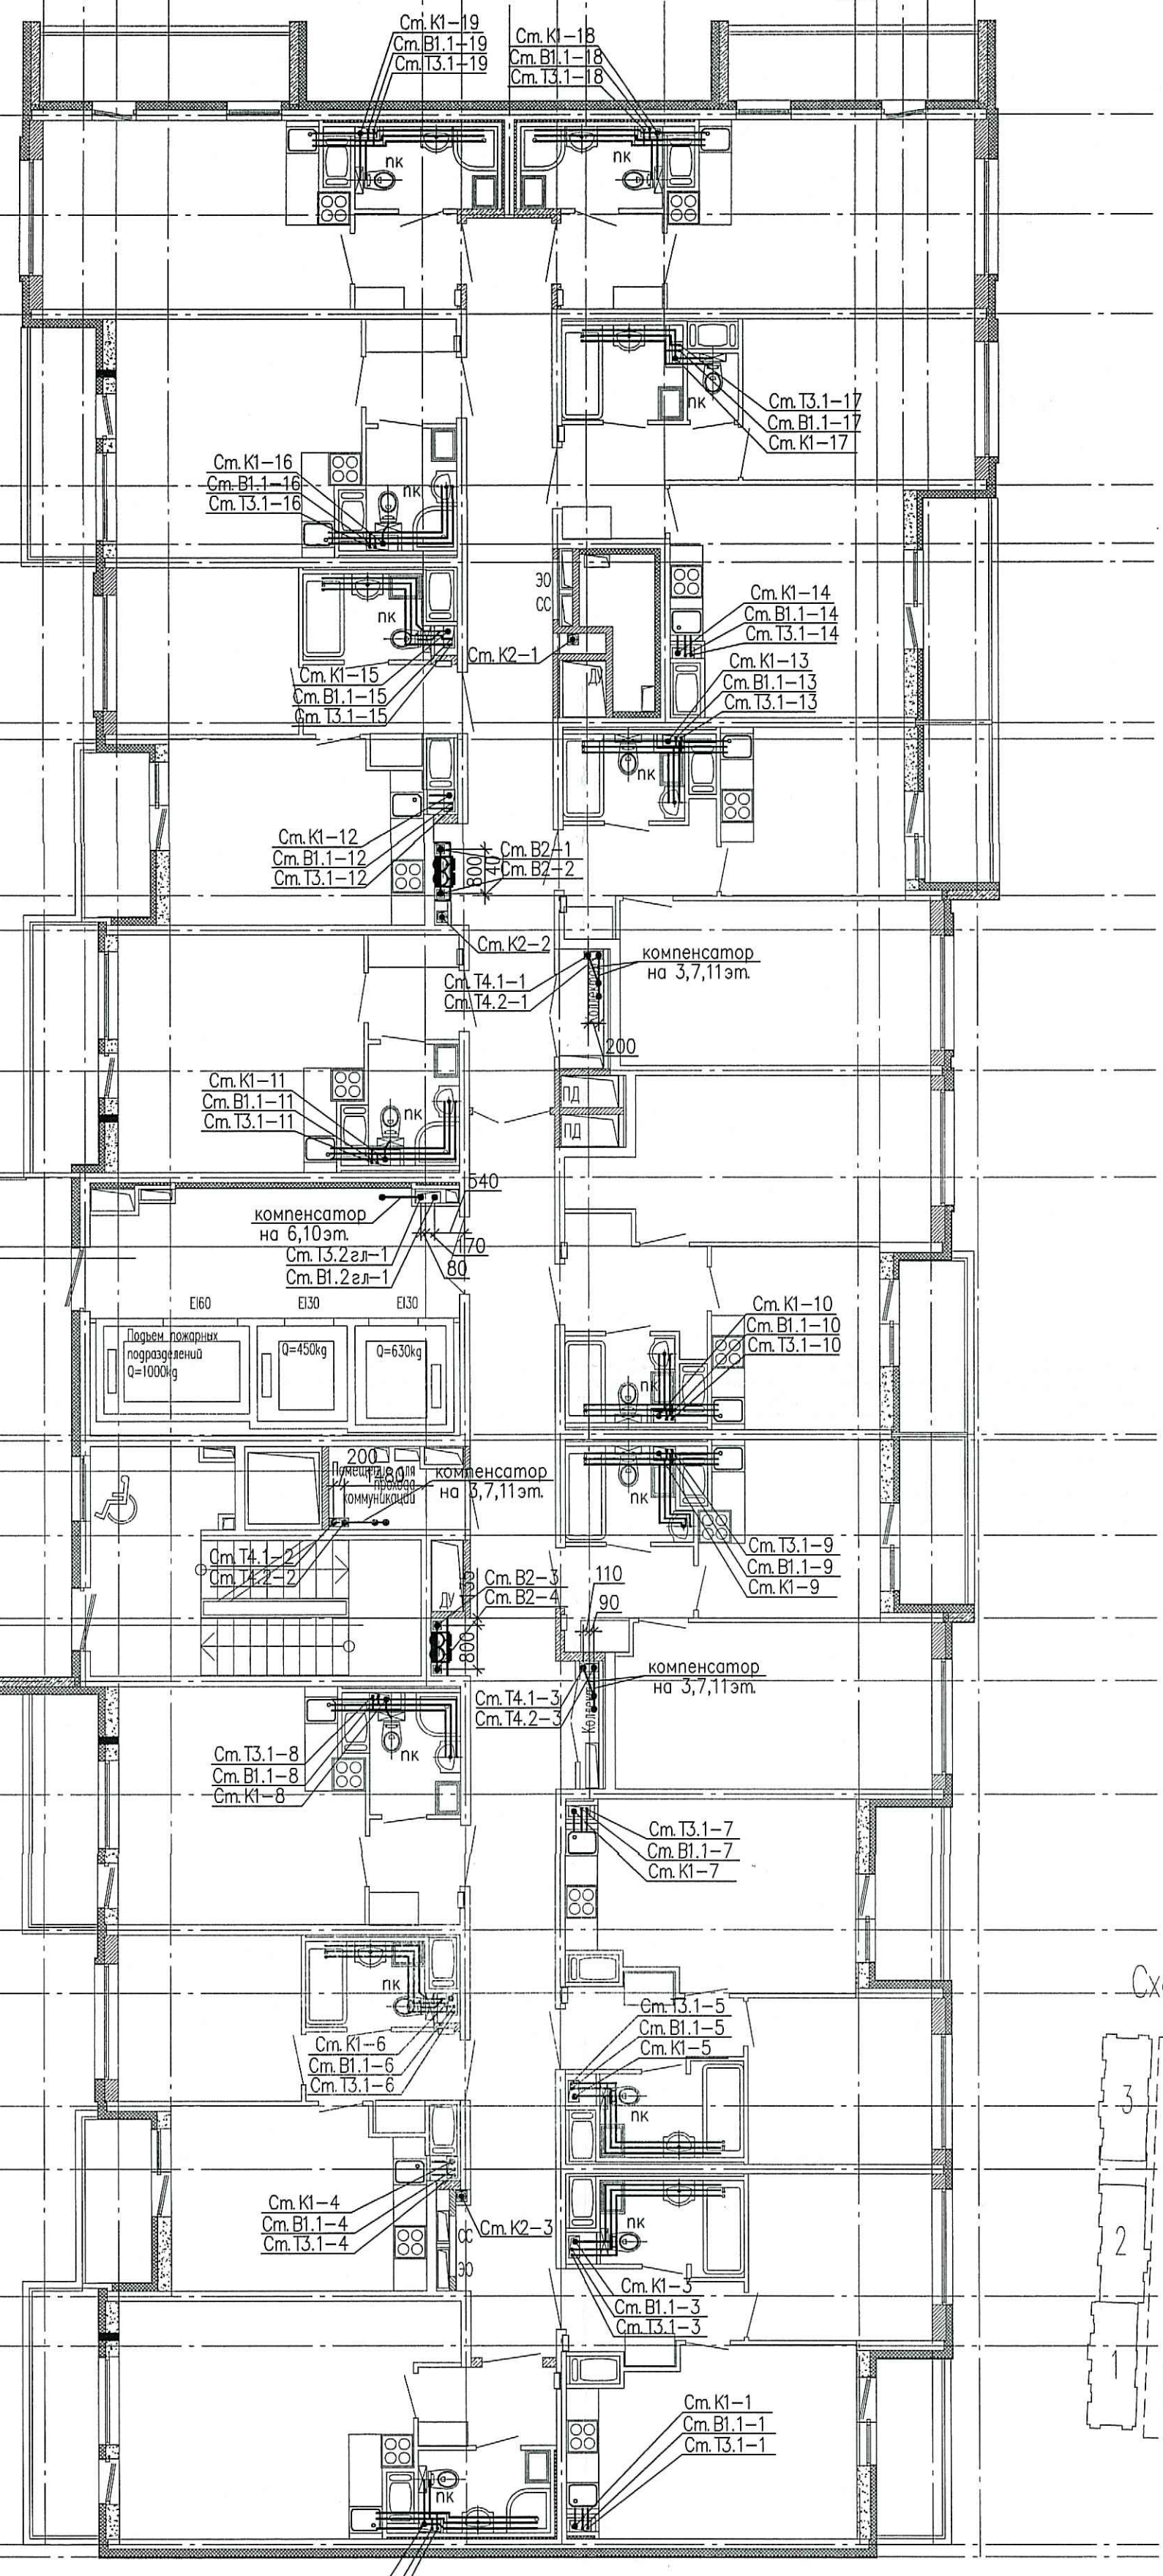 Ст. К1-19
Ст. В1.1-19
Ст. Т3.1-19
Ст. К1-18
Ст. В1.1-18
Ст. Т3.1-18
пк
пк
пк
Ст. Т3.1-17
Ст. В1.1-17
Ст. К1-17
Ст. К1-16
Ст. В1.1-16
Ст. Т3.1-16
пк
ЭО
СС
Ст. К1-14
Ст. В1.1-14
Ст. Т3.1-14
пк
Ст. К2-1
ДУ
Ст. К1-15
Ст. В1.1-15
Ст. Т3.1-15
Ст. К1-13
Ст. В1.1-13
Ст. Т3.1-13
пк
Ст. К1-12
Ст. В1.1-12
Ст. Т3.1-12
Ст. В2-1
Ст. В2-2
800
40
Ст. К2-2
компенсатор
на 3,7,11эт.
Ст. Т4.1-1
Ст. Т4.2-1
200
Ст. К1-11
Ст. В1.1-11
Ст. Т3.1-11
пк
ПД
ПД
540
компенсатор
на 6,10эт.
Ст. Т3.2гл-1
Ст. В1.2гл-1
170
80
EI60
EI30
EI30
Подъем пожарных
подразделений
Q=1000kg
Q=450kg
Q=630kg
Ст. К1-10
Ст. В1.1-10
Ст. Т3.1-10
пк
200
Помещение для
прохода
коммуникаций
компенсатор
на 3,7,11эт.
пк
Ст. Т4.1-2
Ст. Т4.2-2
Ст. Т3.1-9
Ст. В1.1-9
Ст. К1-9
ДУ
Ст. В2-3
Ст. В2-4
800
110
90
компенсатор
на 3,7,11эт.
Ст. Т4.1-3
Ст. Т4.2-3
Ст. Т3.1-8
Ст. В1.1-8
Ст. К1-8
пк
Ст. Т3.1-7
Ст. В1.1-7
Ст. К1-7
пк
Ст. К1-6
Ст. В1.1-6
Ст. Т3.1-6
Ст. Т3.1-5
Ст. В1.1-5
Ст. К1-5
пк
Ст. К1-4
Ст. В1.1-4
Ст. Т3.1-4
Ст. К2-3
СС
ЭО
пк
Ст. К1-3
Ст. В1.1-3
Ст. Т3.1-3
3
2
1
Ст. К1-1
Ст. В1.1-1
Ст. Т3.1-1
пк